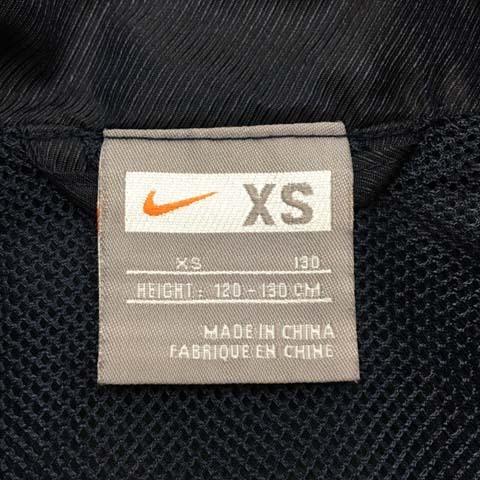 XS
XS 130
HEIGHT: 120-130 CM
MADE IN CHINA
FABRIQUE EN CHINE